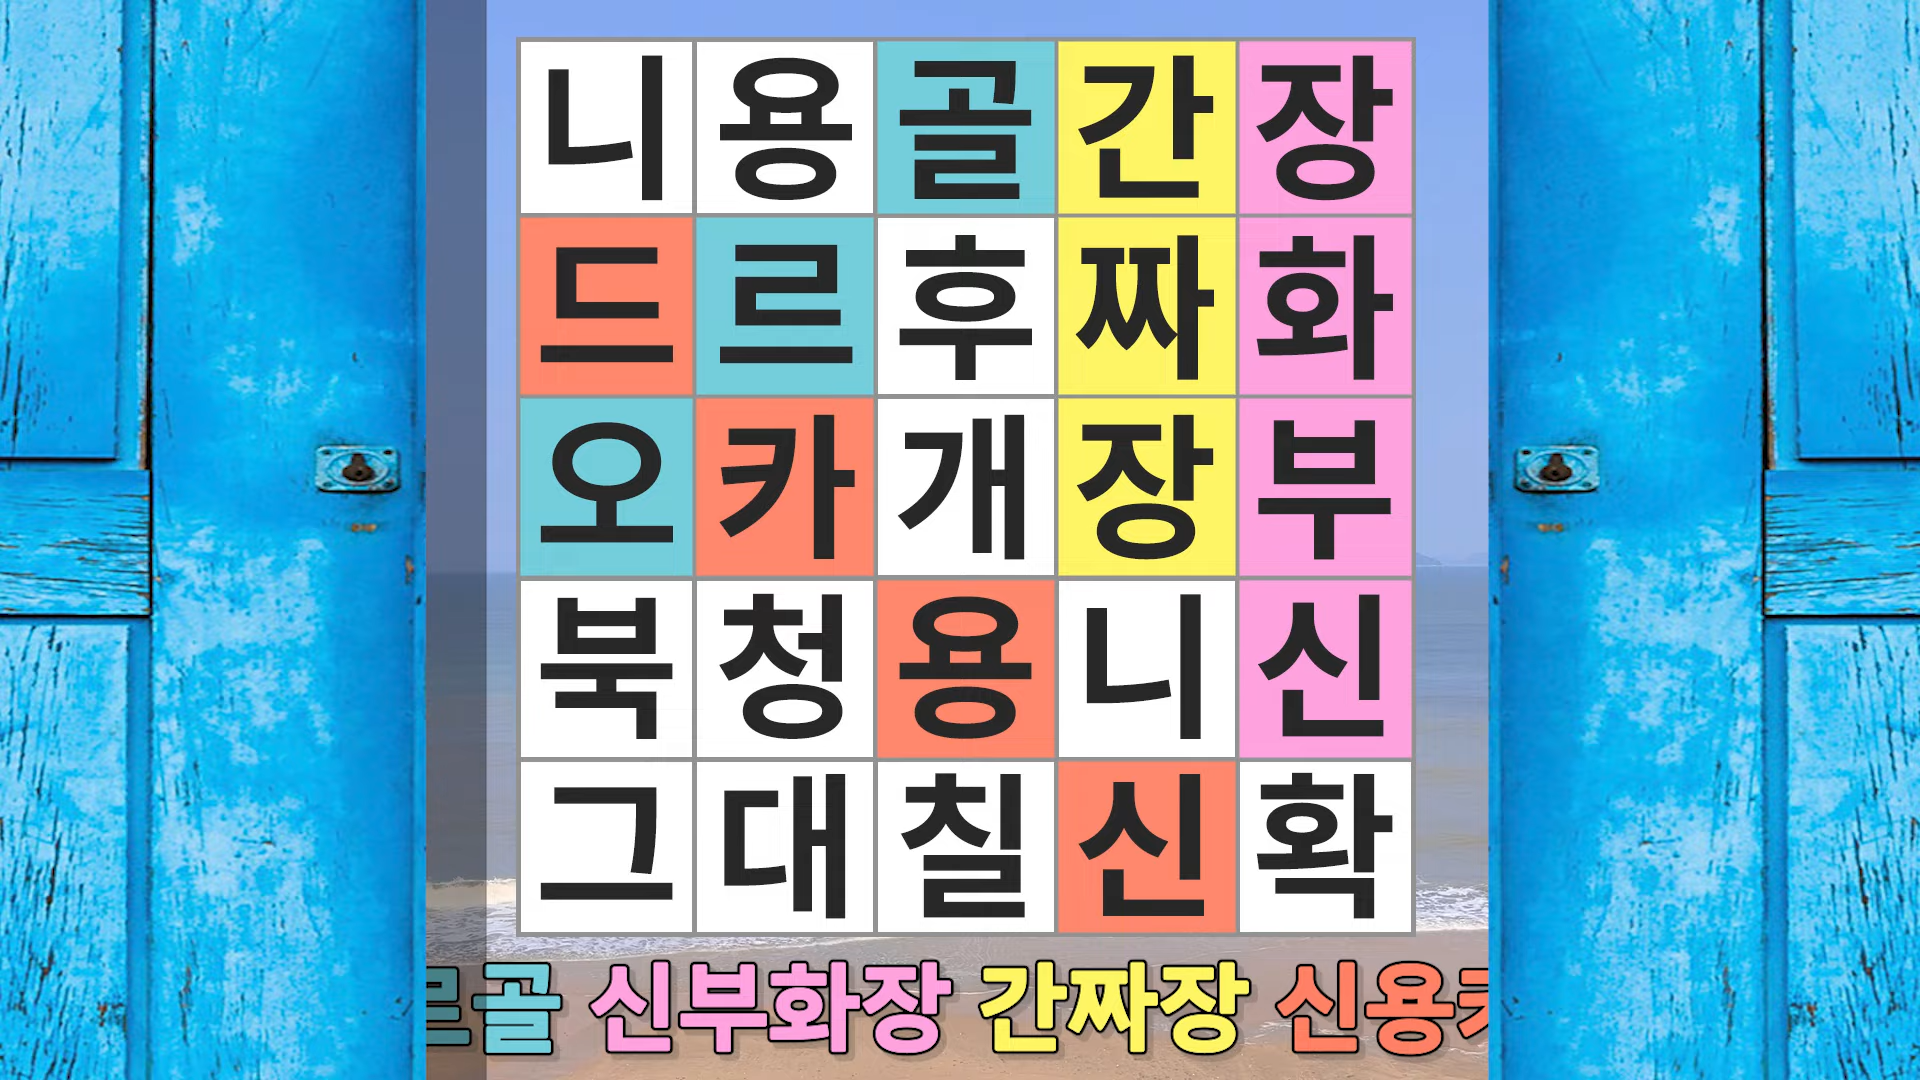 니용골간장
드르후짜화
오카개장부
북청용니신
그대칠신확
르골 신부화장 간짜장 신용카